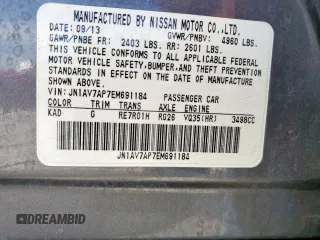 MFD BY NISSAN MOTOR CO.,LTD.
DATE: 09/13 GVWR/PNBV: 4960 LBS.
GAWR/PNBE FR: 2403 LBS. RR: 2601 LBS.
THIS VEHICLE CONFORMS TO ALL APPLICABLE FEDERAL
MOTOR VEHICLE SAFETY,BUMPER,AND THEFT
PREVENTION STANDARDS IN EFFECT ON THE DATE OF MANUFACTURE
SHOWN ABOVE.
VIN: JN1AV7AP7EM691184 PASSENGER CAR
COLOR TRIM TRANS AXLE ENGINE
KAD G RE7R01H R026 VQ35(HR) 3498CC
JN1AV7AP7EM691184
REDBIDAUTO